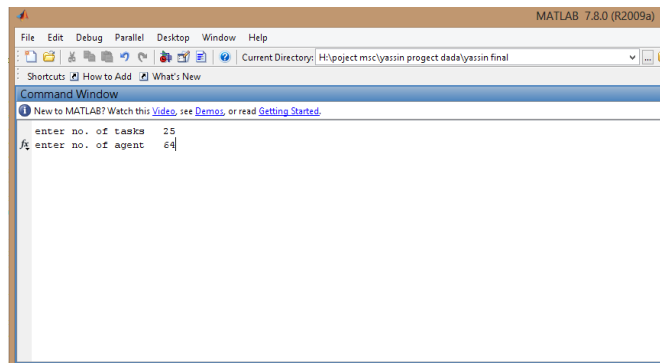 MATLAB 7.8.0 (R2009a)
File Edit Debug Parallel Desktop Window Help
Current Directory: H:\poject msc\yassin progect dada\yassin final
Shortcuts How to Add What's New
Command Window
New to MATLAB? Watch this Video, see Demos, or read Getting Started.
enter no. of tasks 25
fx enter no. of agent 64